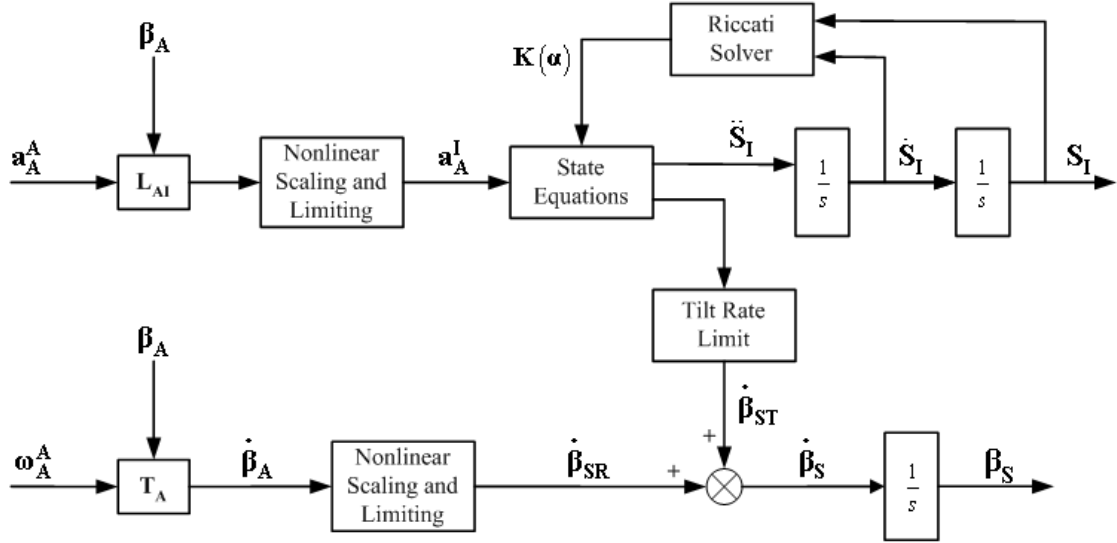 Riccati
Solver
β_A
K(α)
a_A^A
L_AI
Nonlinear
Scaling and
Limiting
a_A^I
State
Equations
S̈_I
1/s
Ṡ_I
1/s
S_I
Tilt Rate
Limit
β_A
β̇_ST
+
ω_A^A
T_A
β̇_A
Nonlinear
Scaling and
Limiting
β̇_SR
+
β̇_S
1/s
β_S